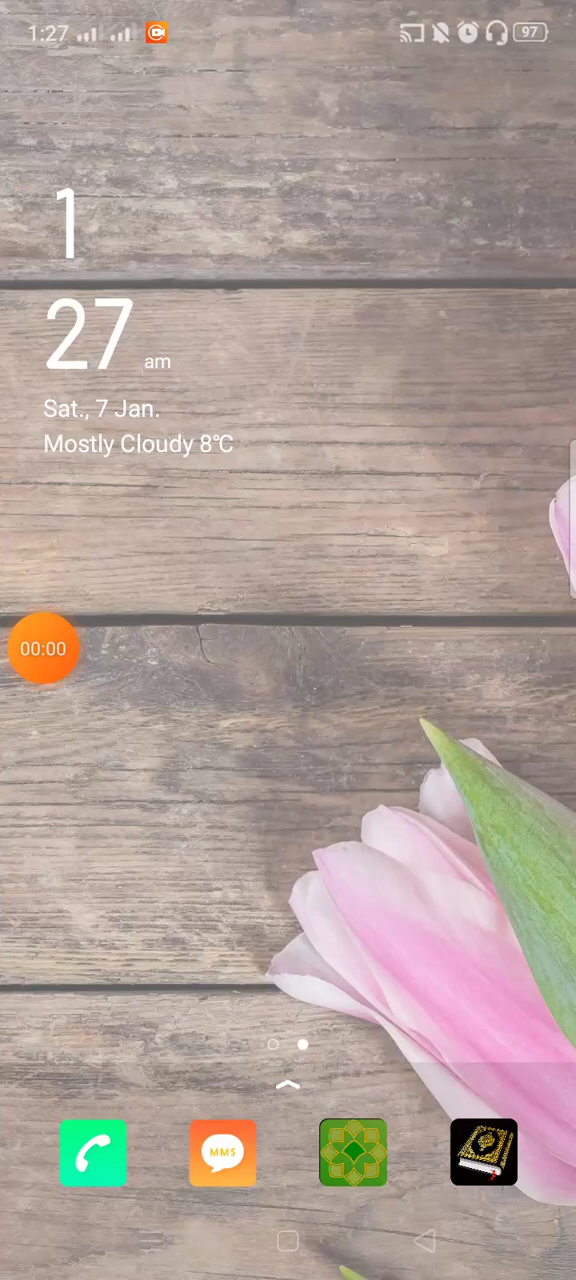 1:27
97
1
27 am
Sat., 7 Jan.
Mostly Cloudy 8℃
00:00
MMS